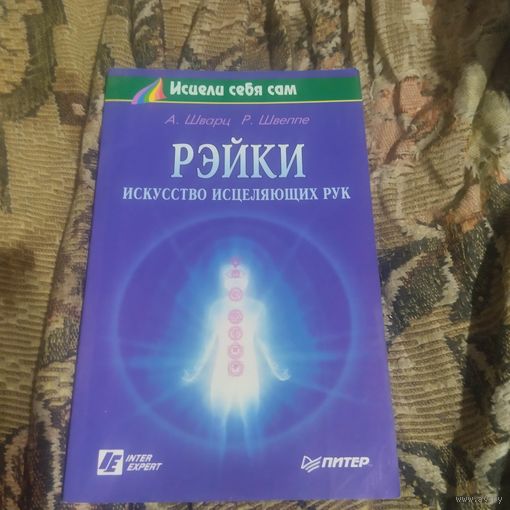 Исцели себя сам
А. Шварц Р. Швеппе
РЭЙКИ
ИСКУССТВО ИСЦЕЛЯЮЩИХ РУК
INTER
EXPERT
ПИТЕР